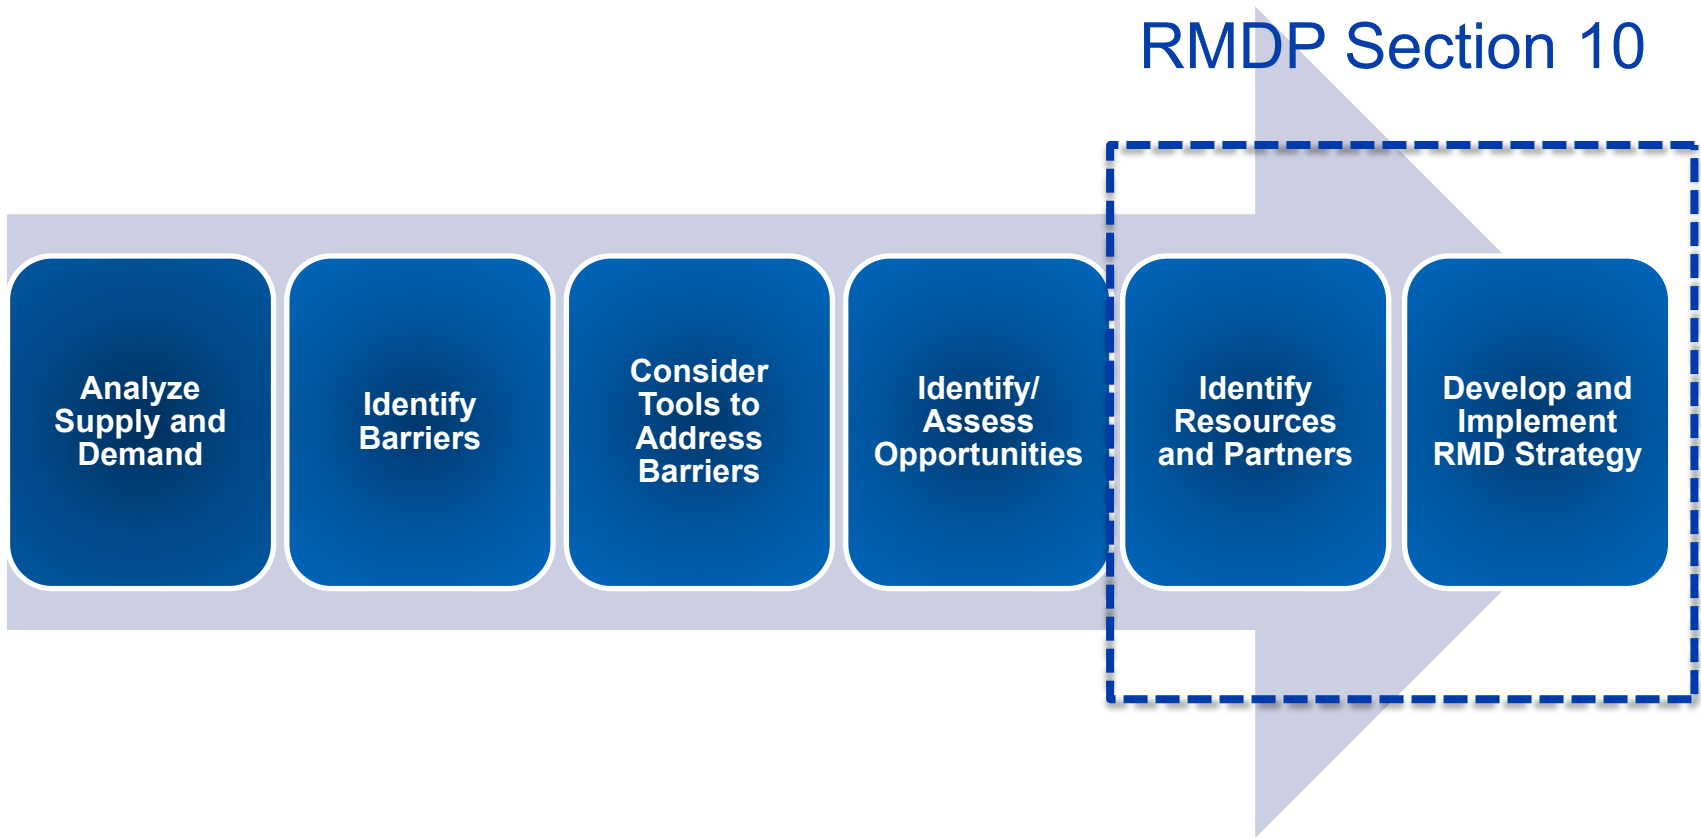 RMDP Section 10
Analyze
Supply and
Demand
Identify
Barriers
Consider
Tools to
Address
Barriers
Identify/
Assess
Opportunities
Identify
Resources
and Partners
Develop and
Implement
RMD Strategy